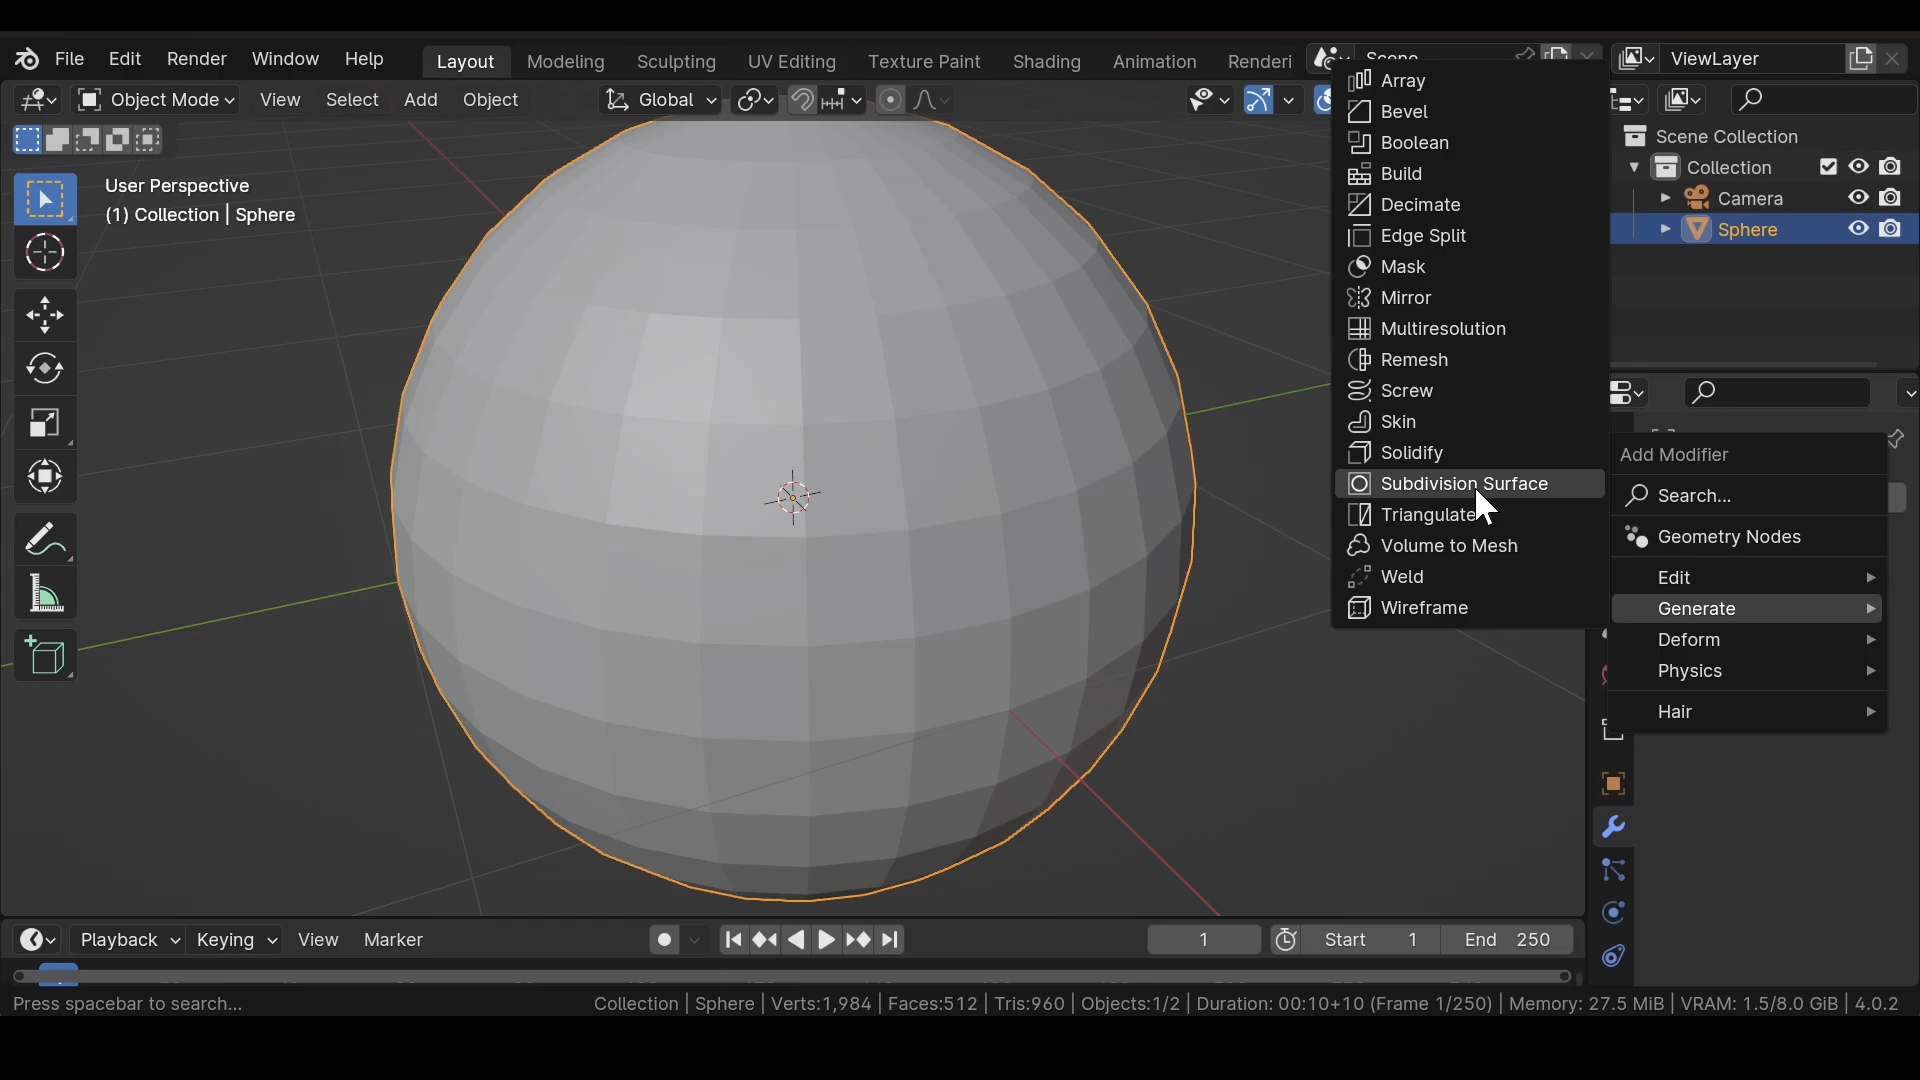 File Edit Render Window Help Layout Modeling Sculpting UV Editing Texture Paint Shading Animation Renderi Scene ViewLayer
Object Mode View Select Add Object Global
User Perspective
(1) Collection | Sphere
Array
Bevel
Boolean
Build
Decimate
Edge Split
Mask
Mirror
Multiresolution
Remesh
Screw
Skin
Solidify
Subdivision Surface
Triangulate
Volume to Mesh
Weld
Wireframe
Scene Collection
Collection
Camera
Sphere
Add Modifier
Search...
Geometry Nodes
Edit
Generate
Deform
Physics
Hair
Playback Keying View Marker 1 Start 1 End 250
Press spacebar to search... Collection | Sphere | Verts:1,984 | Faces:512 | Tris:960 | Objects:1/2 | Duration: 00:10+10 (Frame 1/250) | Memory: 27.5 MiB | VRAM: 1.5/8.0 GiB | 4.0.2